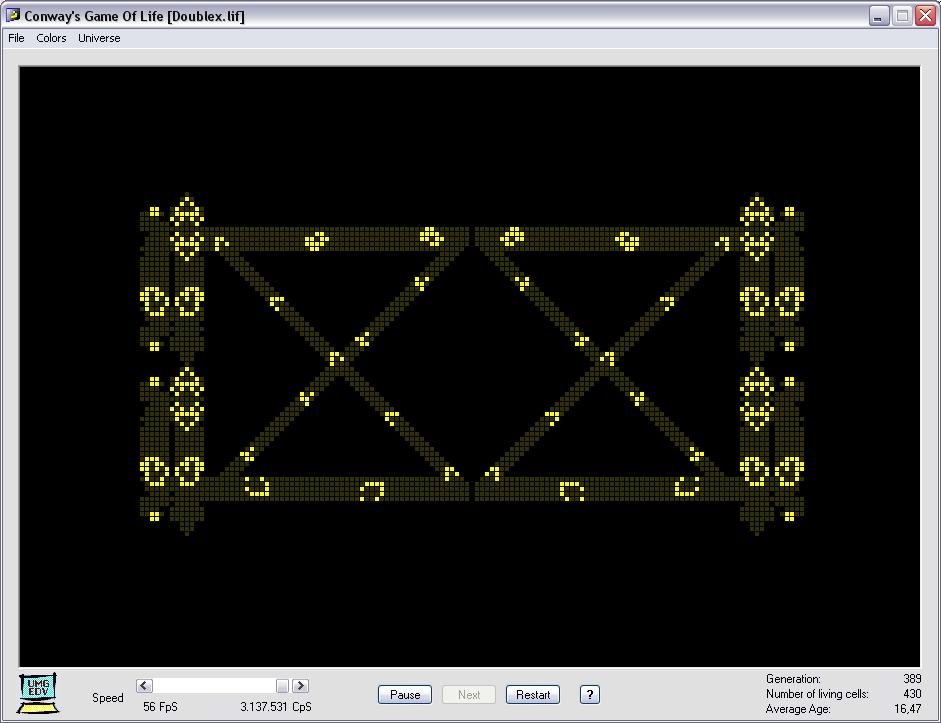 Conway's Game Of Life [Doublex.lif]
File Colors Universe
UMG
EDV
Speed
56 FpS 3.137.531 CpS
Pause Next Restart ?
Generation: 389
Number of living cells: 430
Average Age: 16,47